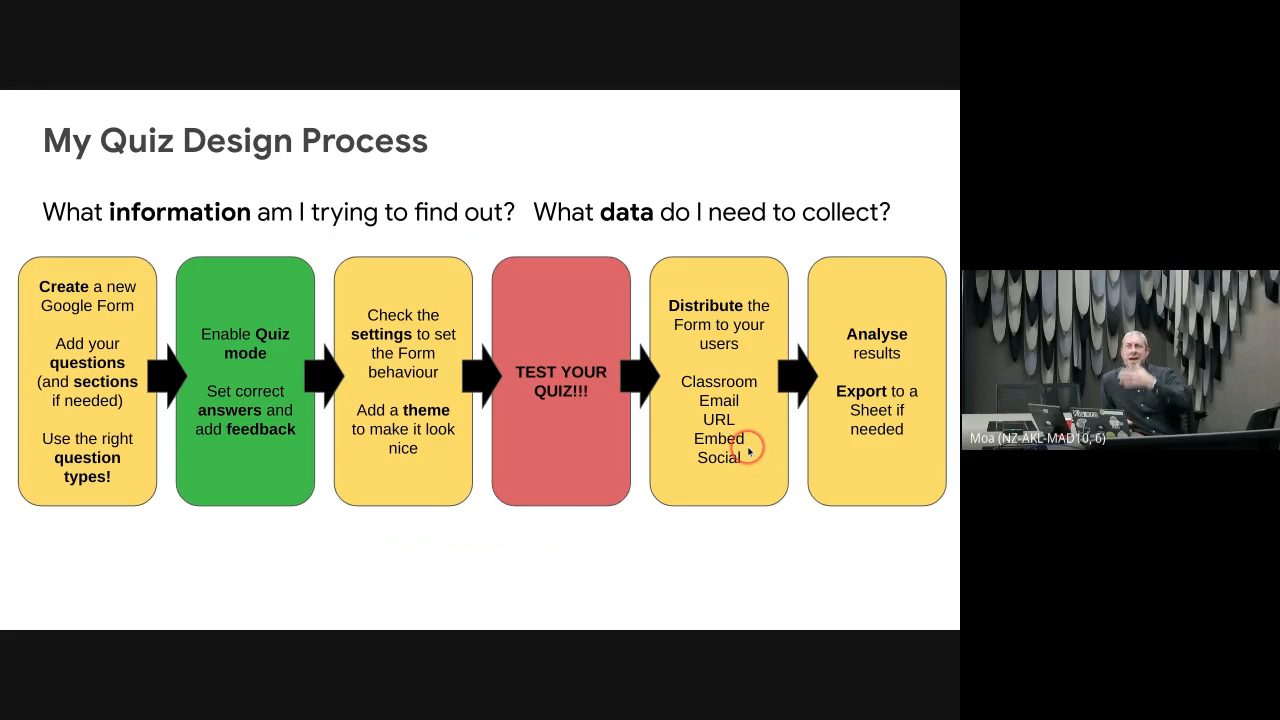 My Quiz Design Process
What information am I trying to find out? What data do I need to collect?
Create a new
Google Form
Add your
questions
(and sections
if needed)
Use the right
question
types!
Enable Quiz
mode
Set correct
answers and
add feedback
Check the
settings to set
the Form
behaviour
Add a theme
to make it look
nice
TEST YOUR
QUIZ!!!
Distribute the
Form to your
users
Classroom
Email
URL
Embed
Social
Analyse
results
Export to a
Sheet if
needed
Moa (NZ-AKL-MAD10, 6)